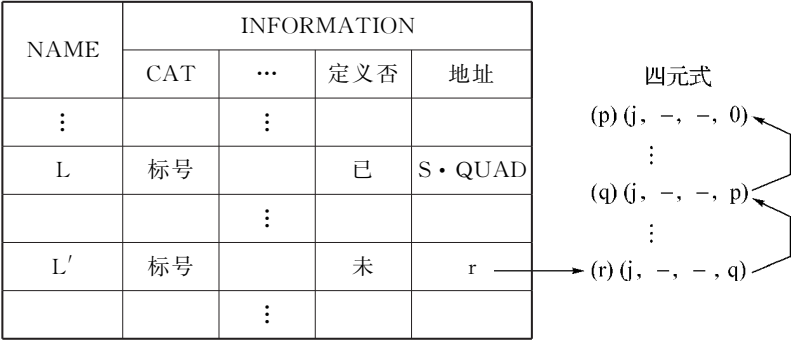 NAME INFORMATION
CAT ⋯ 定义否 地址
四元式
⋮ ⋮
(p) (j, −, −, 0)
⋮
L 标号 已 S·QUAD
(q) (j, −, −, p)
⋮
⋮
L′ 标号 未 r
(r) (j, −, −, q)
⋮